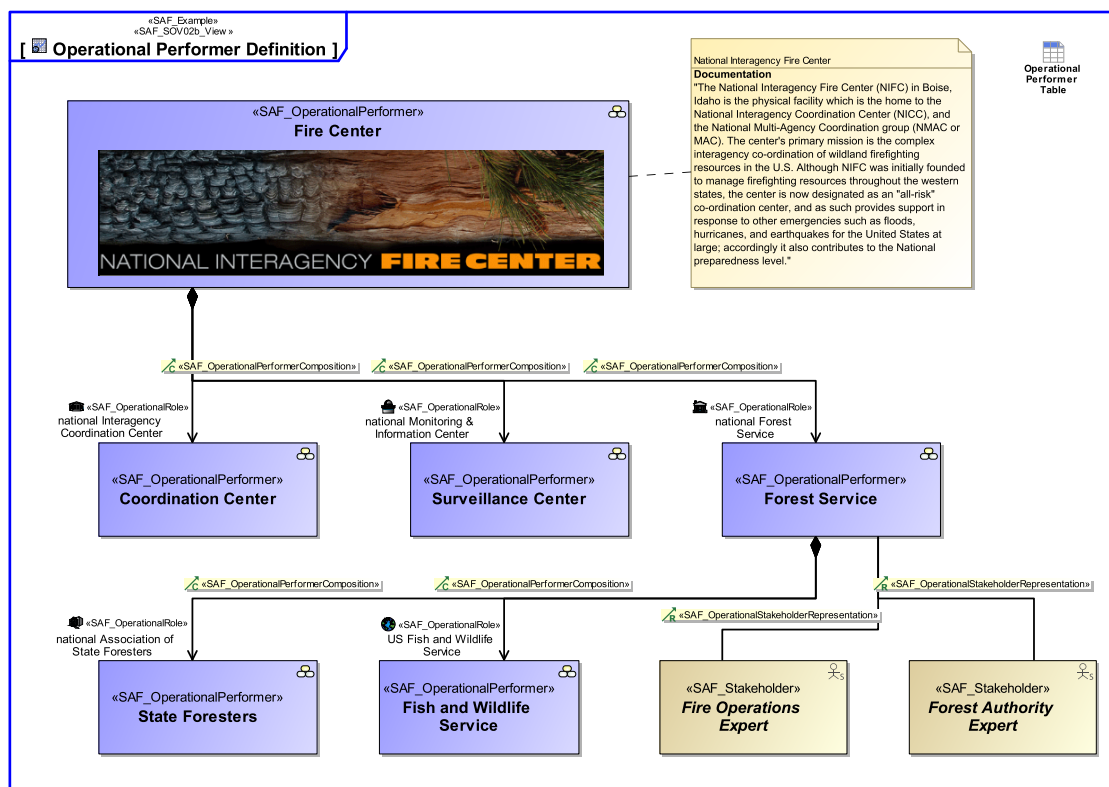 «SAF_Example»
«SAF_SOV02b_View »
[ Operational Performer Definition ]
«SAF_OperationalPerformer»
Fire Center
NATIONAL INTERAGENCY FIRE CENTER
National Interagency Fire Center
Documentation
"The National Interagency Fire Center (NIFC) in Boise,
Idaho is the physical facility which is the home to the
National Interagency Coordination Center (NICC), and
the National Multi-Agency Coordination group (NMAC or
MAC). The center's primary mission is the complex
interagency co-ordination of wildland firefighting
resources in the U.S. Although NIFC was initially founded
to manage firefighting resources throughout the western
states, the center is now designated as an "all-risk"
co-ordination center, and as such provides support in
response to other emergencies such as floods,
hurricanes, and earthquakes for the United States at
large; accordingly it also contributes to the National
preparedness level."
Operational
Performer
Table
C «SAF_OperationalPerformerComposition»
C «SAF_OperationalPerformerComposition»
C «SAF_OperationalPerformerComposition»
«SAF_OperationalRole»
national Interagency
Coordination Center
«SAF_OperationalRole»
national Monitoring &
Information Center
«SAF_OperationalRole»
national Forest
Service
«SAF_OperationalPerformer»
Coordination Center
«SAF_OperationalPerformer»
Surveillance Center
«SAF_OperationalPerformer»
Forest Service
C «SAF_OperationalPerformerComposition»
C «SAF_OperationalPerformerComposition»
R «SAF_OperationalStakeholderRepresentation»
R «SAF_OperationalStakeholderRepresentation»
«SAF_OperationalRole»
national Association of
State Foresters
«SAF_OperationalRole»
US Fish and Wildlife
Service
«SAF_OperationalPerformer»
State Foresters
«SAF_OperationalPerformer»
Fish and Wildlife
Service
S
«SAF_Stakeholder»
Fire Operations
Expert
S
«SAF_Stakeholder»
Forest Authority
Expert